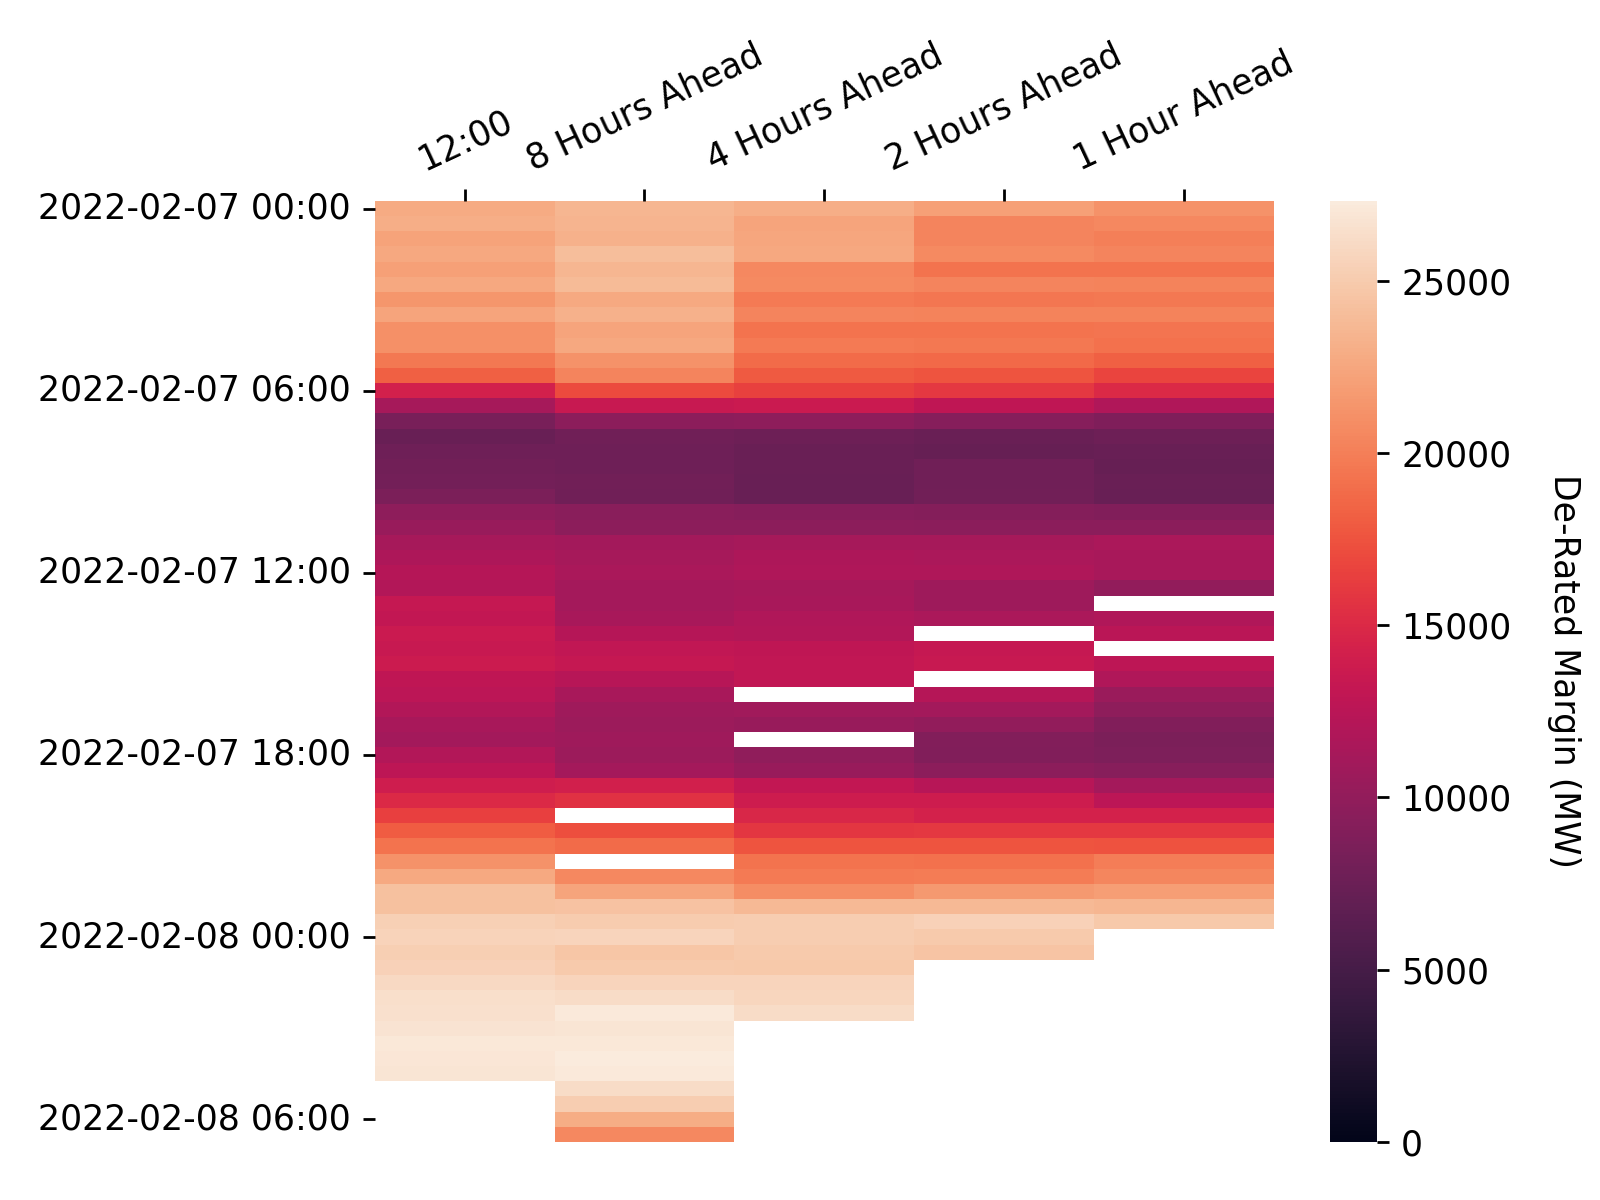 12:00
8 Hours Ahead
4 Hours Ahead
2 Hours Ahead
1 Hour Ahead
2022-02-07 00:00
2022-02-07 06:00
2022-02-07 12:00
2022-02-07 18:00
2022-02-08 00:00
2022-02-08 06:00
25000
20000
15000
10000
5000
0
De-Rated Margin (MW)